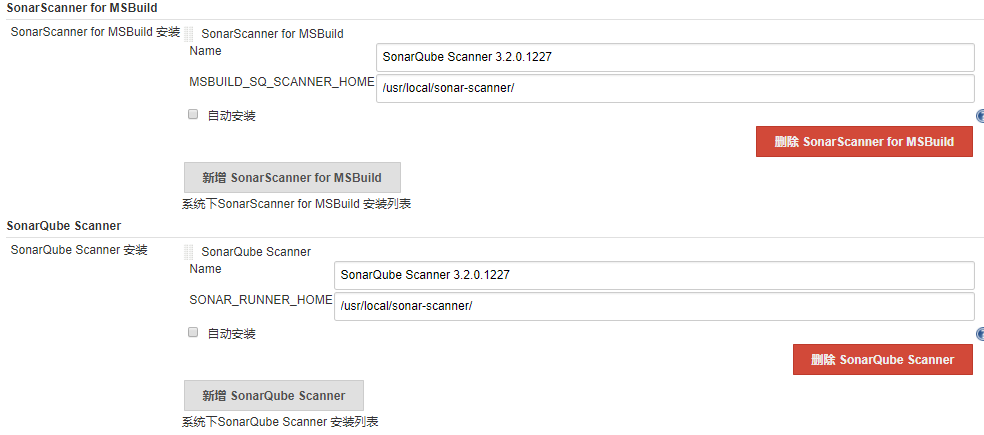 SonarScanner for MSBuild
SonarScanner for MSBuild 安装
SonarScanner for MSBuild
Name
SonarQube Scanner 3.2.0.1227
MSBUILD_SQ_SCANNER_HOME
/usr/local/sonar-scanner/
自动安装
删除 SonarScanner for MSBuild
新增 SonarScanner for MSBuild
系统下SonarScanner for MSBuild 安装列表
SonarQube Scanner
SonarQube Scanner 安装
SonarQube Scanner
Name
SonarQube Scanner 3.2.0.1227
SONAR_RUNNER_HOME
/usr/local/sonar-scanner/
自动安装
删除 SonarQube Scanner
新增 SonarQube Scanner
系统下SonarQube Scanner 安装列表